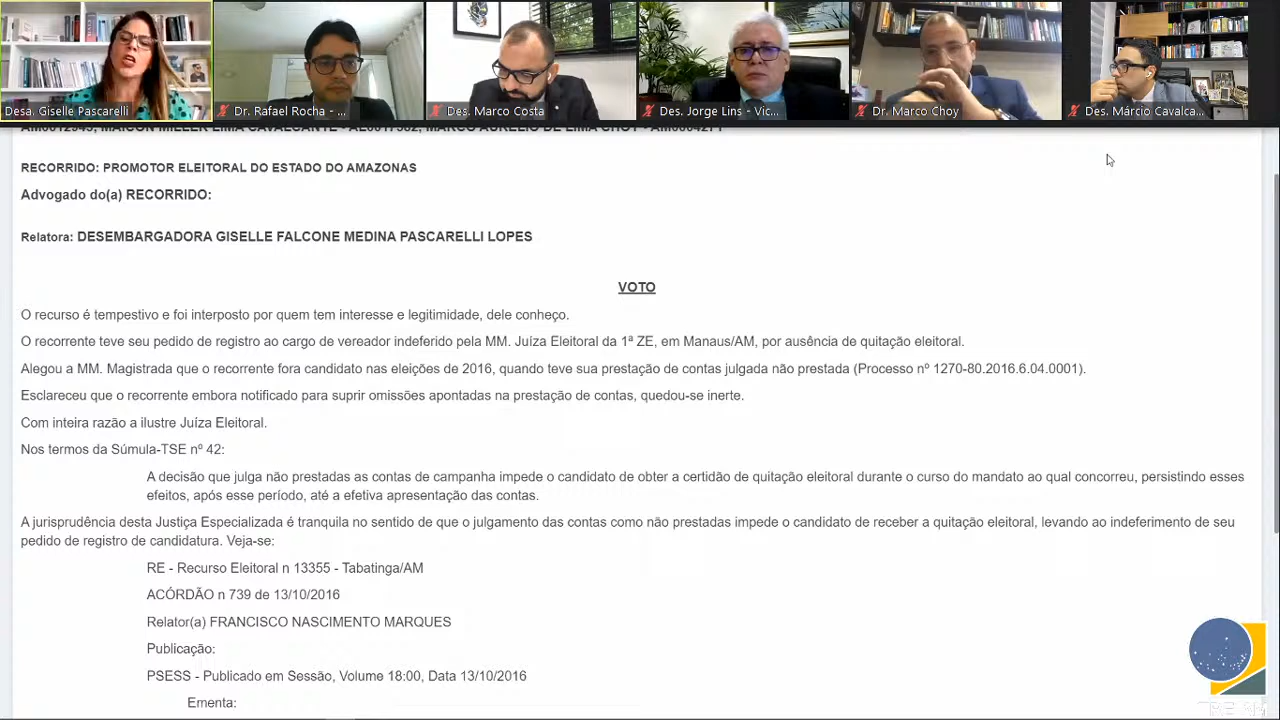 Desa. Giselle Pascarelli
Dr. Rafael Rocha - ...
Des. Marco Costa
Des. Jorge Lins - Vic...
Dr. Marco Choy
Des. Márcio Cavalca...
RECORRIDO: PROMOTOR ELEITORAL DO ESTADO DO AMAZONAS
Advogado do(a) RECORRIDO:
Relatora: DESEMBARGADORA GISELLE FALCONE MEDINA PASCARELLI LOPES
VOTO
O recurso é tempestivo e foi interposto por quem tem interesse e legitimidade, dele conheço.
O recorrente teve seu pedido de registro ao cargo de vereador indeferido pela MM. Juíza Eleitoral da 1ª ZE, em Manaus/AM, por ausência de quitação eleitoral.
Alegou a MM. Magistrada que o recorrente fora candidato nas eleições de 2016, quando teve sua prestação de contas julgada não prestada (Processo nº 1270-80.2016.6.04.0001).
Esclareceu que o recorrente embora notificado para suprir omissões apontadas na prestação de contas, quedou-se inerte.
Com inteira razão a ilustre Juíza Eleitoral.
Nos termos da Súmula-TSE nº 42:
A decisão que julga não prestadas as contas de campanha impede o candidato de obter a certidão de quitação eleitoral durante o curso do mandato ao qual concorreu, persistindo esses
efeitos, após esse período, até a efetiva apresentação das contas.
A jurisprudência desta Justiça Especializada é tranquila no sentido de que o julgamento das contas como não prestadas impede o candidato de receber a quitação eleitoral, levando ao indeferimento de seu
pedido de registro de candidatura. Veja-se:
RE - Recurso Eleitoral n 13355 - Tabatinga/AM
ACÓRDÃO n 739 de 13/10/2016
Relator(a) FRANCISCO NASCIMENTO MARQUES
Publicação:
PSESS - Publicado em Sessão, Volume 18:00, Data 13/10/2016
Ementa:
TRE-AM